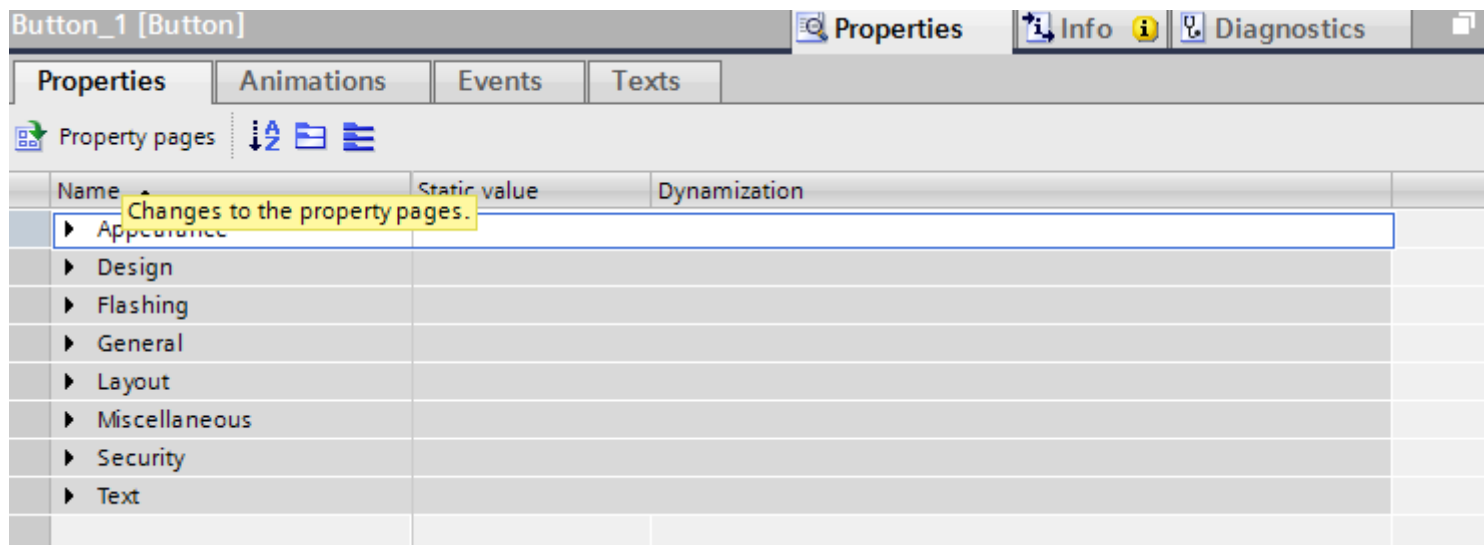 Button_1 [Button]
Properties
Info
Diagnostics
Properties
Animations
Events
Texts
Property pages
Name
Static value
Dynamization
Changes to the property pages.
Appearance
Design
Flashing
General
Layout
Miscellaneous
Security
Text